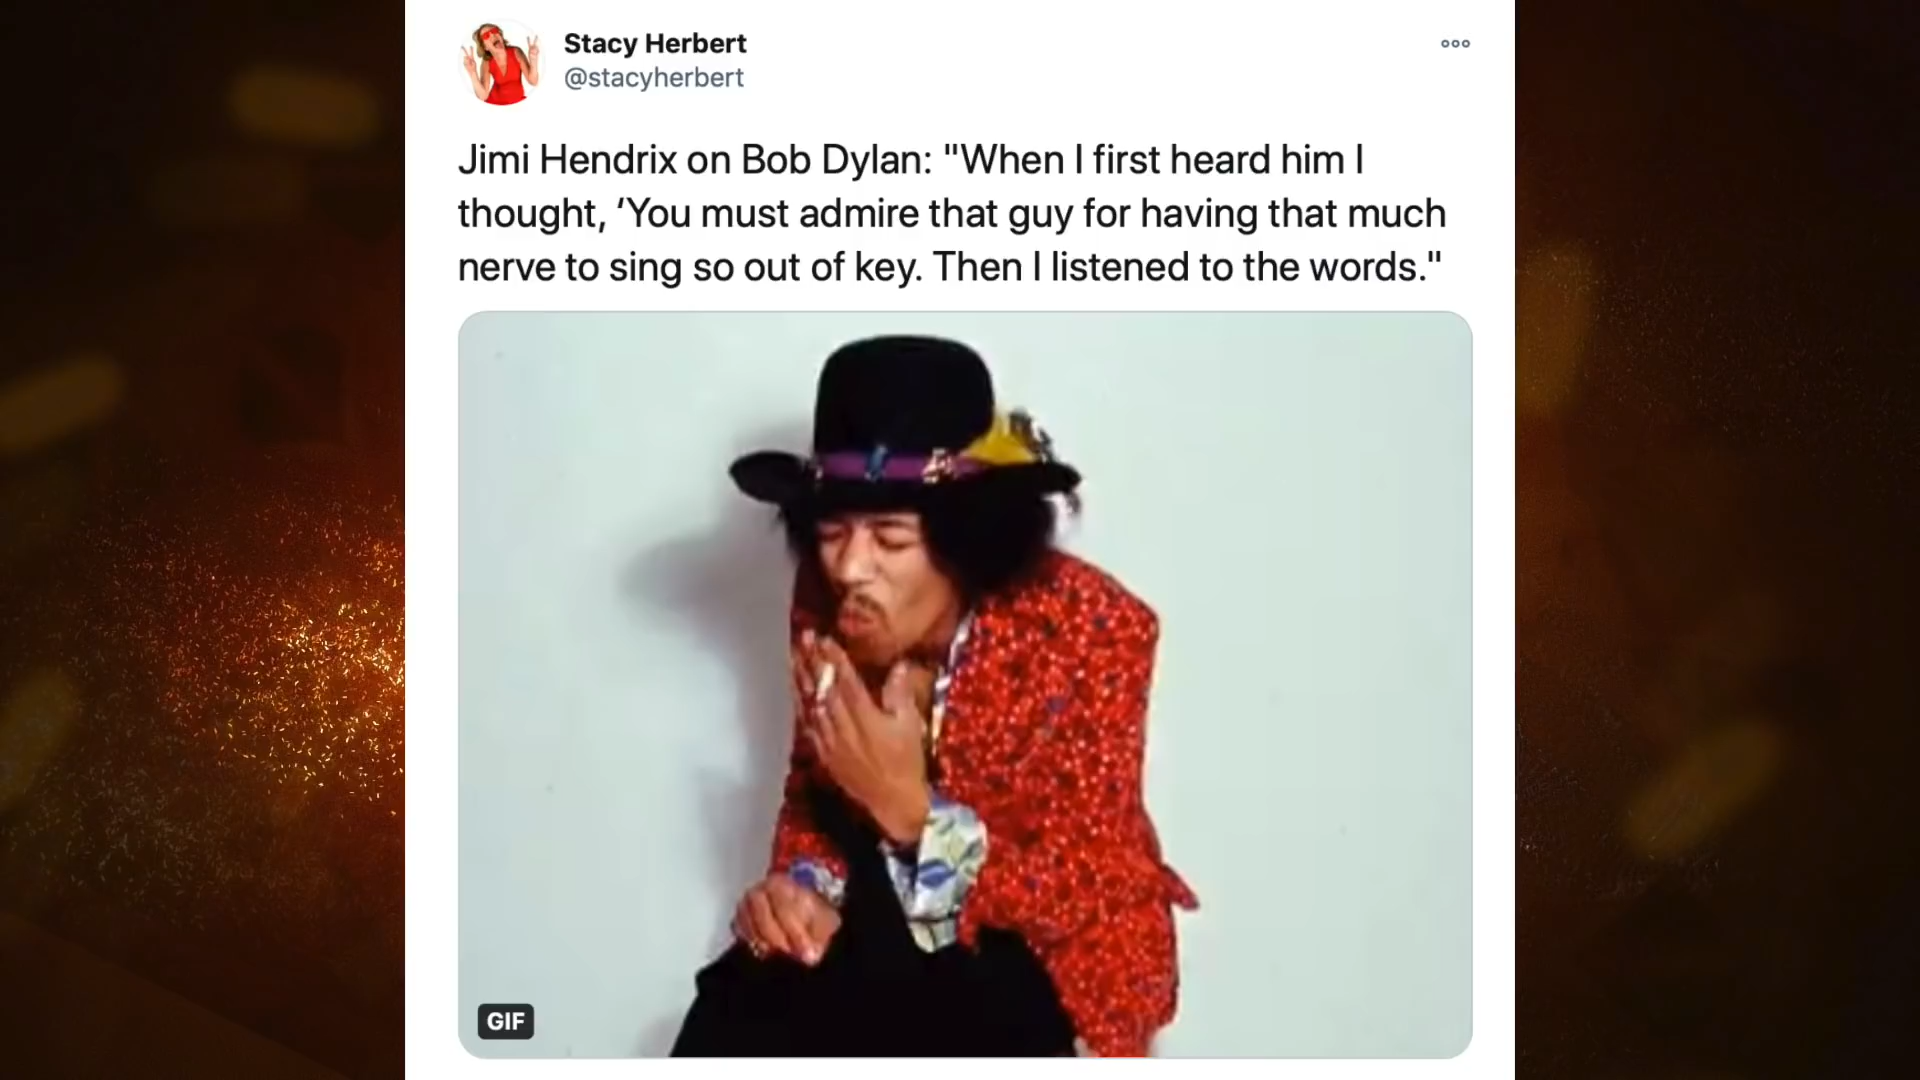 Stacy Herbert
@stacyherbert
Jimi Hendrix on Bob Dylan: "When I first heard him I
thought, ‘You must admire that guy for having that much
nerve to sing so out of key. Then I listened to the words."
GIF